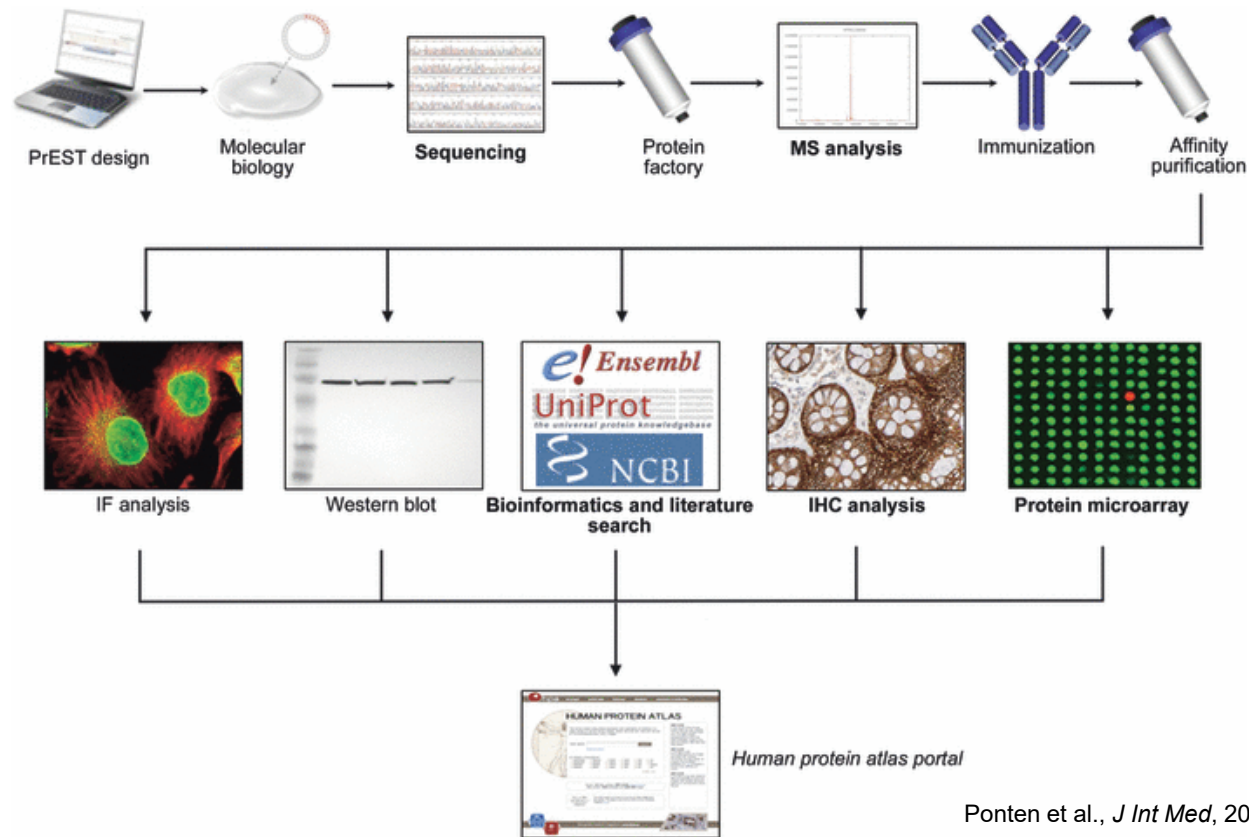 PrEST design
Molecular
biology
Sequencing
Protein
factory
MS analysis
Immunization
Affinity
purification
e! Ensembl
UniProt
the universal protein knowledgebase
NCBI
IF analysis
Western blot
Bioinformatics and literature
search
IHC analysis
Protein microarray
HUMAN PROTEIN ATLAS
Human protein atlas portal
Ponten et al., J Int Med, 20